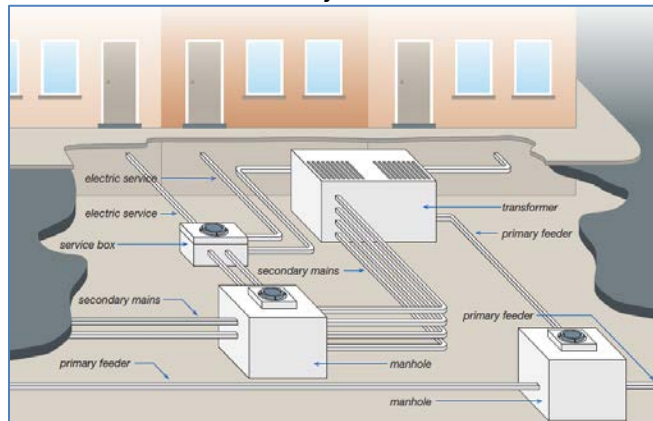 electric service
electric service
service box
transformer
primary feeder
secondary mains
secondary mains
primary feeder
primary feeder
manhole
manhole